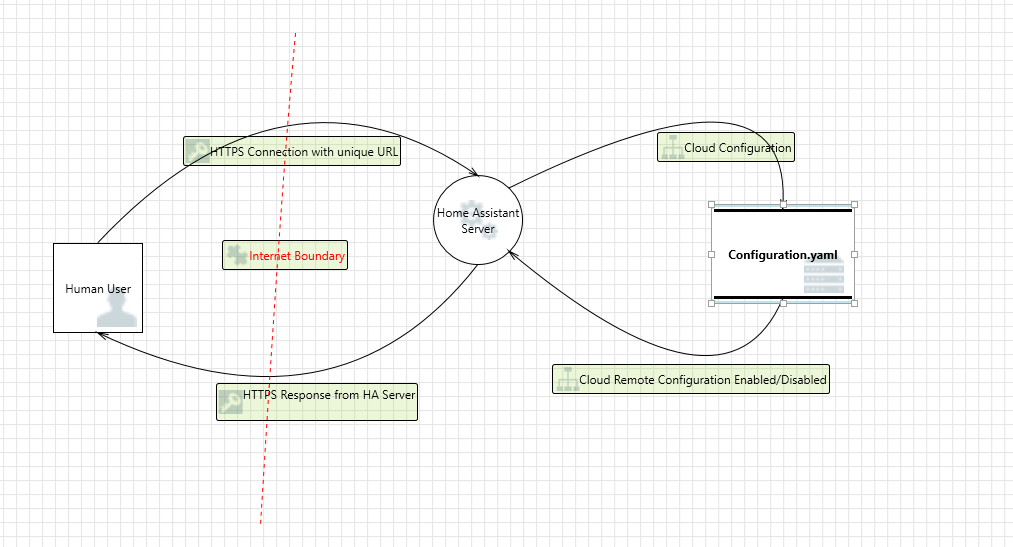 HTTPS Connection with unique URL
Cloud Configuration
Home Assistant
Server
Internet Boundary
Configuration.yaml
Human User
Cloud Remote Configuration Enabled/Disabled
HTTPS Response from HA Server